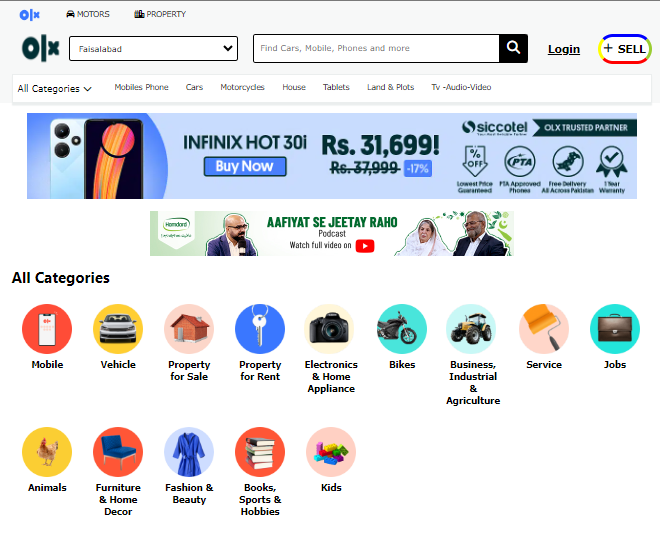 olx MOTORS PROPERTY
olx Faisalabad Find Cars, Mobile, Phones and more Login + SELL
All Categories Mobiles Phone Cars Motorcycles House Tablets Land & Plots Tv -Audio-Video
INFINIX HOT 30i
Buy Now
Rs. 31,699!
Rs. 37,999 -17%
siccotel OLX TRUSTED PARTNER
% OFF
PTA
Lowest Price Guaranteed
PTA Approved Phones
Free Delivery All Across Pakistan
1 Year Warranty
Hamdard
AAFIYAT SE JEETAY RAHO
Podcast
Watch full video on
All Categories
Mobile
Vehicle
Property for Sale
Property for Rent
Electronics & Home Appliance
Bikes
Business, Industrial & Agriculture
Service
Jobs
Animals
Furniture & Home Decor
Fashion & Beauty
Books, Sports & Hobbies
Kids